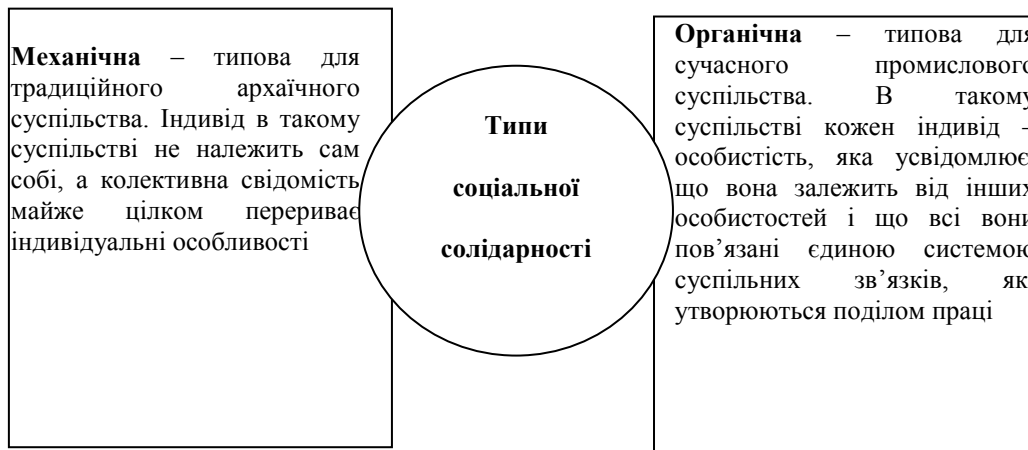 Механічна – типова для
традиційного архаїчного
суспільства. Індивід в такому
суспільстві не належить сам
собі, а колективна свідомість
майже цілком перериває
індивідуальні особливості
Типи
соціальної
солідарності
Органічна – типова для
сучасного промислового
суспільства. В такому
суспільстві кожен індивід –
особистість, яка усвідомлює
що вона залежить від інших
особистостей і що всі вони
пов’язані єдиною системою
суспільних зв’язків, які
утворюються поділом праці